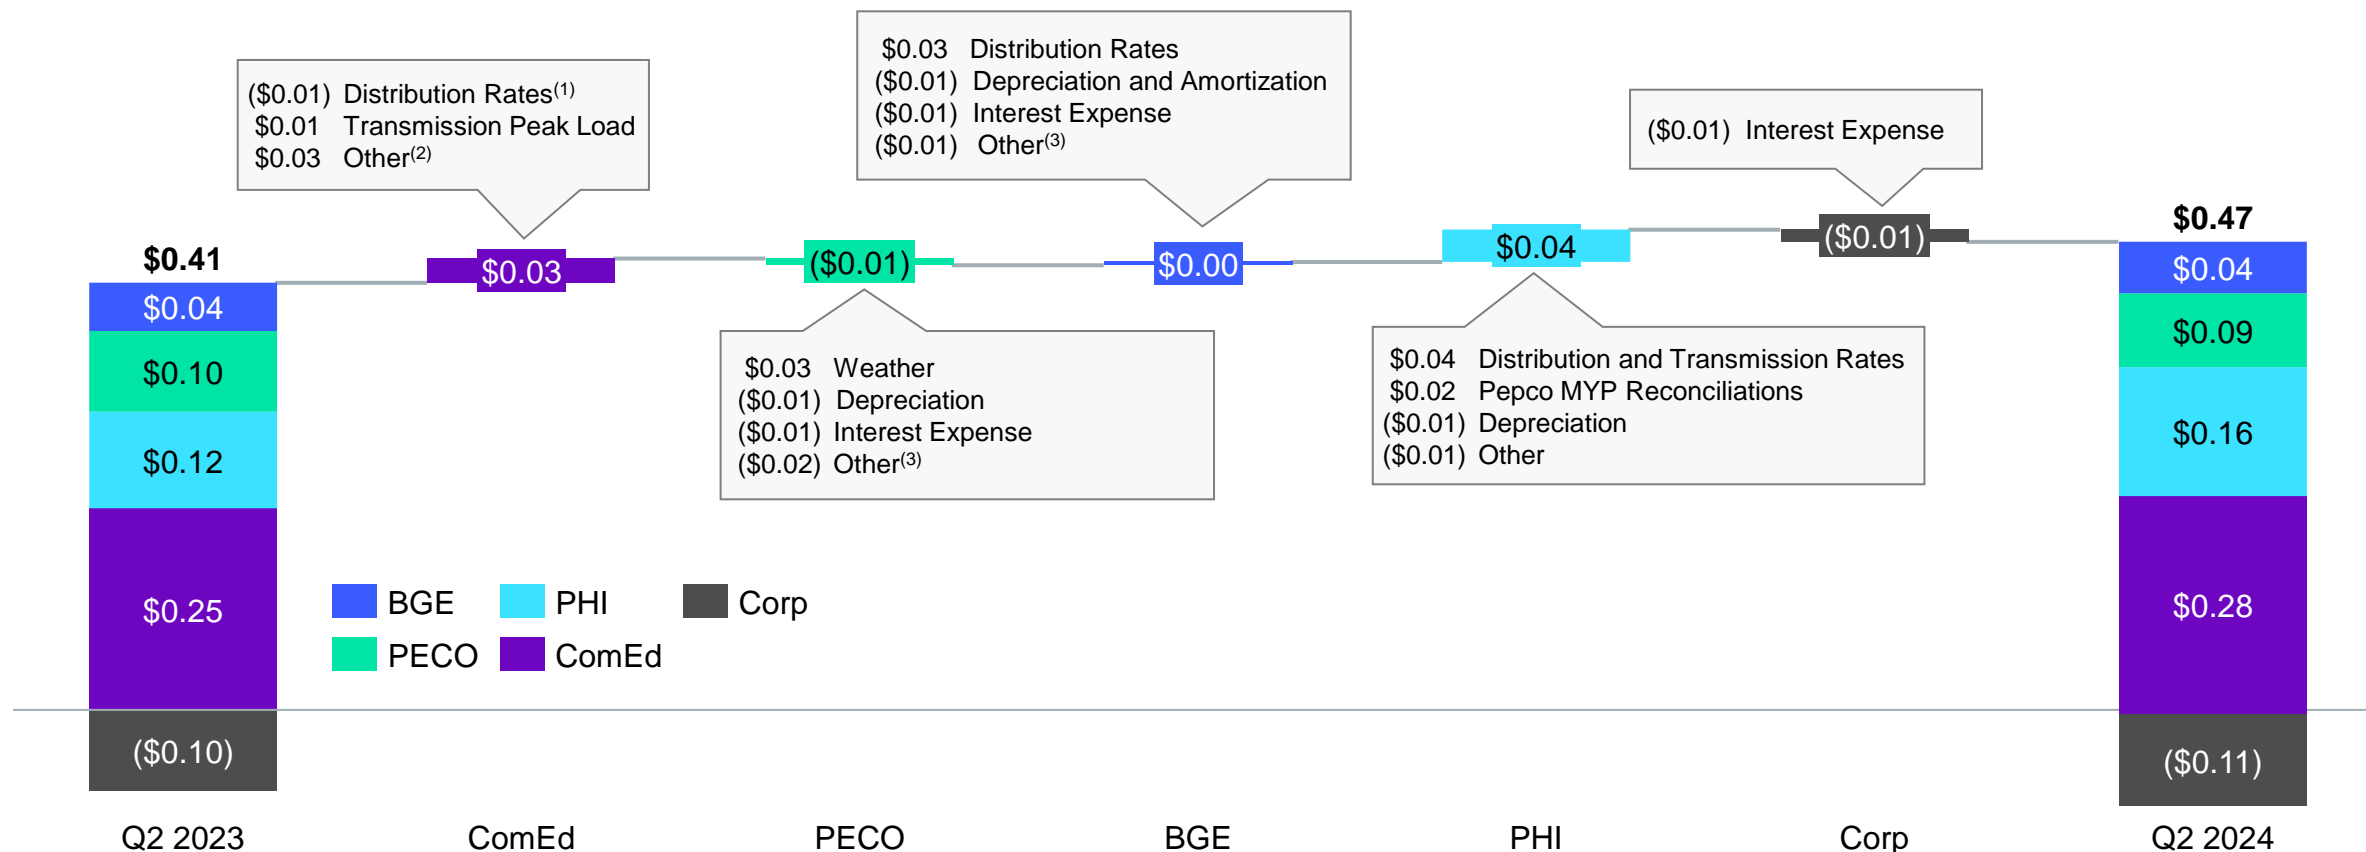 ($0.01) Distribution Rates(1)
$0.01 Transmission Peak Load
$0.03 Other(2)
$0.03 Distribution Rates
($0.01) Depreciation and Amortization
($0.01) Interest Expense
($0.01) Other(3)
($0.01) Interest Expense
$0.41
$0.04
$0.10
$0.12
$0.25
($0.10)
$0.03
($0.01)
$0.00
$0.04
($0.01)
$0.47
$0.04
$0.09
$0.16
$0.28
($0.11)
$0.03 Weather
($0.01) Depreciation
($0.01) Interest Expense
($0.02) Other(3)
$0.04 Distribution and Transmission Rates
$0.02 Pepco MYP Reconciliations
($0.01) Depreciation
($0.01) Other
BGE PHI Corp
PECO ComEd
Q2 2023 ComEd PECO BGE PHI Corp Q2 2024